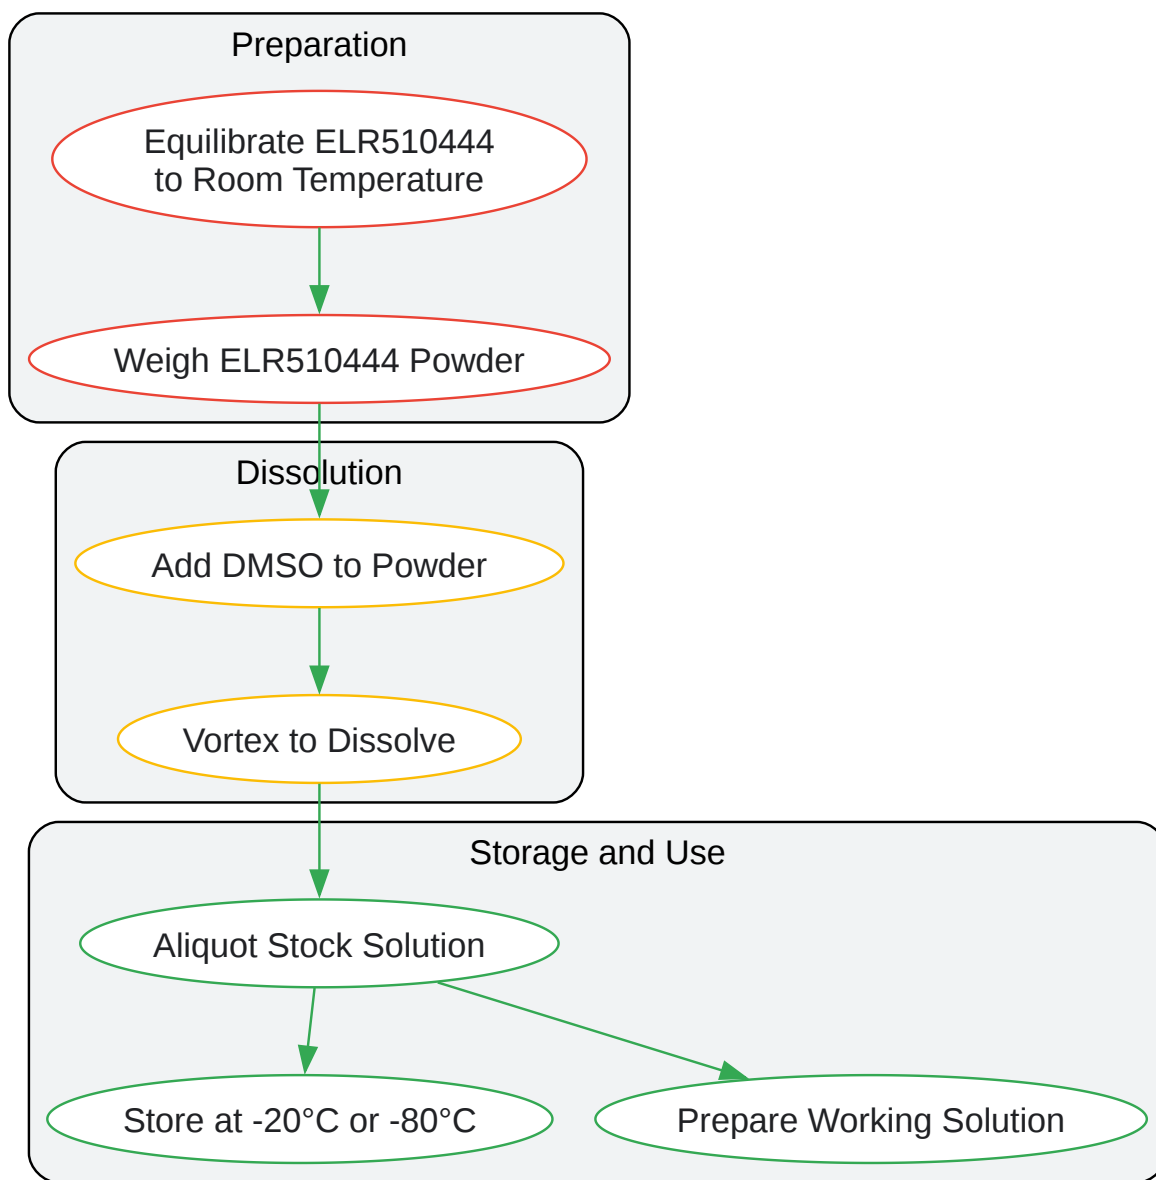 Preparation
Equilibrate ELR510444
to Room Temperature
Weigh ELR510444 Powder
Dissolution
Add DMSO to Powder
Vortex to Dissolve
Storage and Use
Aliquot Stock Solution
Store at -20°C or -80°C
Prepare Working Solution